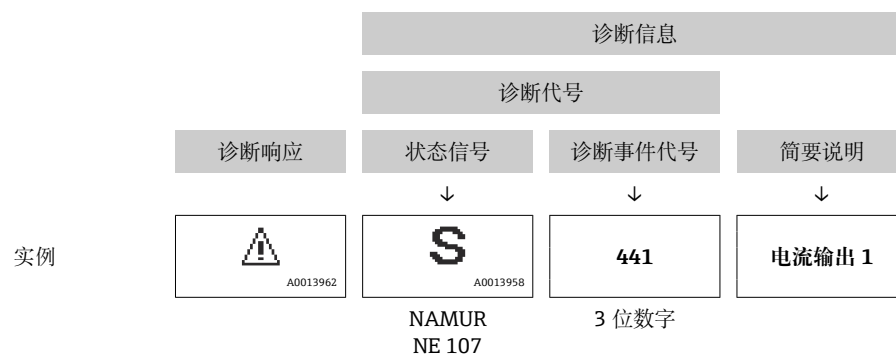 诊断信息
诊断代号
诊断响应 状态信号 诊断事件代号 简要说明
↓ ↓ ↓
实例 S 441 电流输出 1
A0013962 A0013958
NAMUR 3 位数字
NE 107